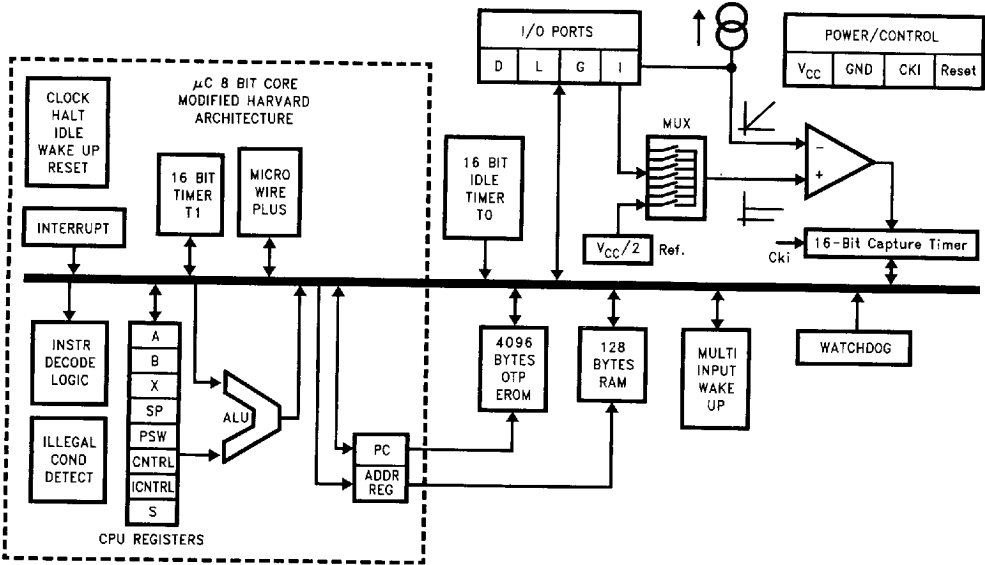 I/O PORTS
D L G I
POWER/CONTROL
VCC GND CKI Reset
μC 8 BIT CORE
MODIFIED HARVARD
ARCHITECTURE
CLOCK
HALT
IDLE
WAKE UP
RESET
16 BIT
TIMER
T1
MICRO
WIRE
PLUS
16 BIT
IDLE
TIMER
T0
MUX
−
+
INTERRUPT
VCC/2 Ref.
Cki
16-Bit Capture Timer
INSTR
DECODE
LOGIC
A
B
X
SP
PSW
CNTRL
ICNTRL
S
ALU
4096
BYTES
OTP
EROM
128
BYTES
RAM
MULTI
INPUT
WAKE
UP
WATCHDOG
ILLEGAL
COND
DETECT
PC
ADDR
REG
CPU REGISTERS